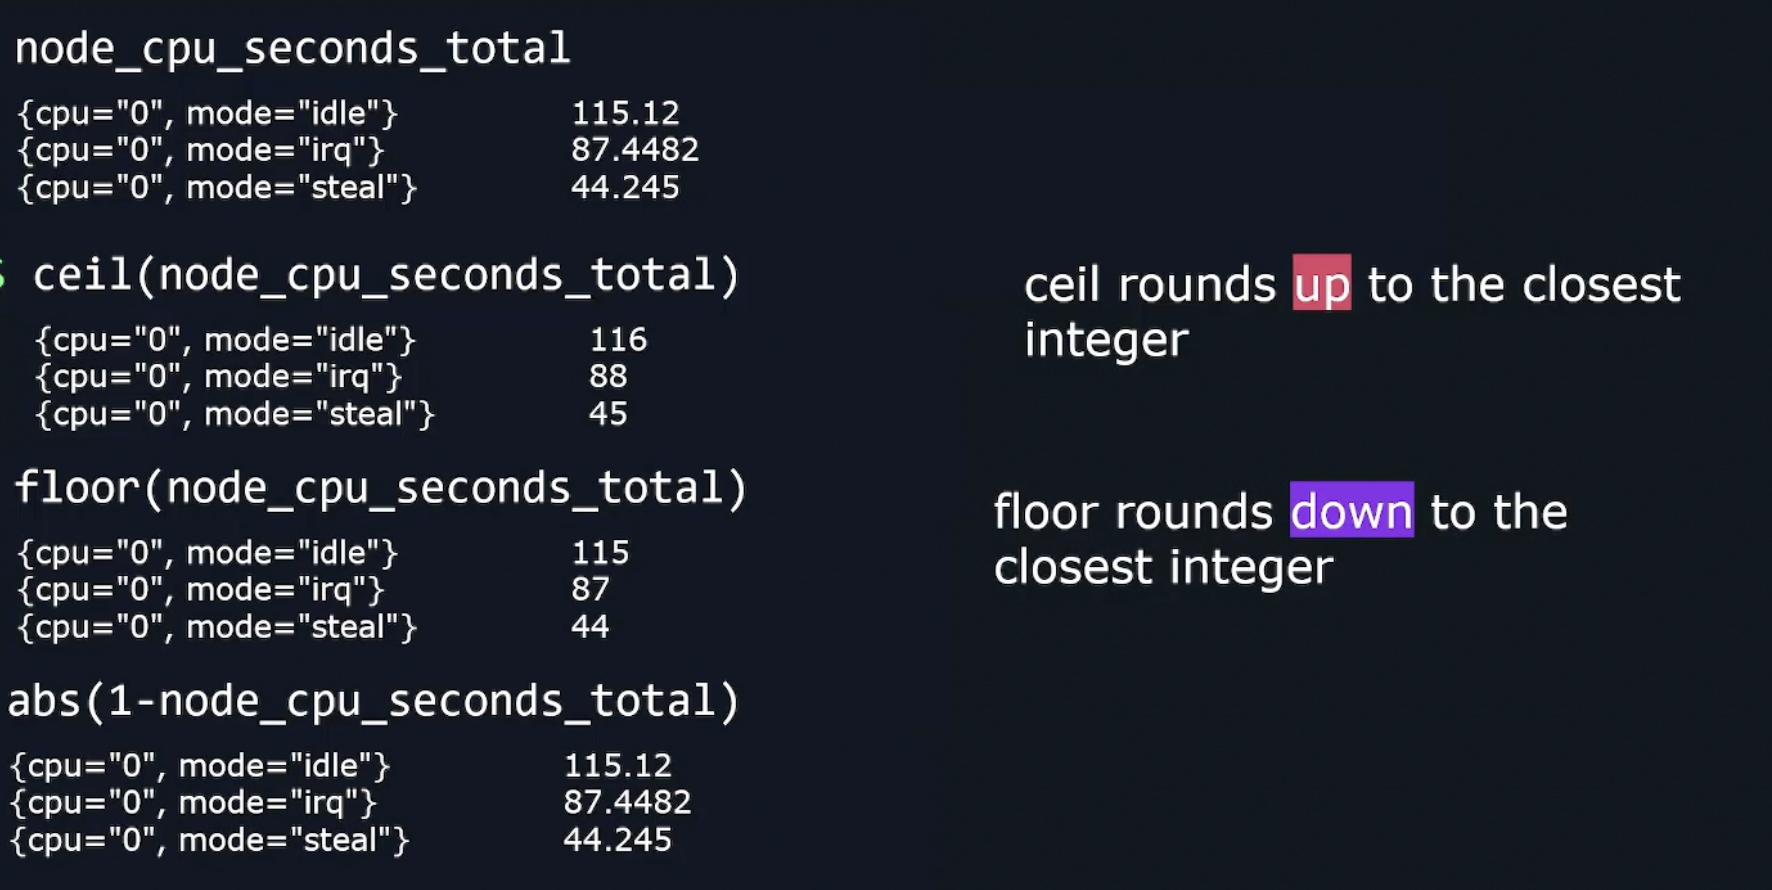 node_cpu_seconds_total
{cpu="0", mode="idle"} 115.12
{cpu="0", mode="irq"} 87.4482
{cpu="0", mode="steal"} 44.245
$ ceil(node_cpu_seconds_total)
{cpu="0", mode="idle"} 116
{cpu="0", mode="irq"} 88
{cpu="0", mode="steal"} 45
ceil rounds up to the closest
integer
floor(node_cpu_seconds_total)
{cpu="0", mode="idle"} 115
{cpu="0", mode="irq"} 87
{cpu="0", mode="steal"} 44
floor rounds down to the
closest integer
abs(1-node_cpu_seconds_total)
{cpu="0", mode="idle"} 115.12
{cpu="0", mode="irq"} 87.4482
{cpu="0", mode="steal"} 44.245